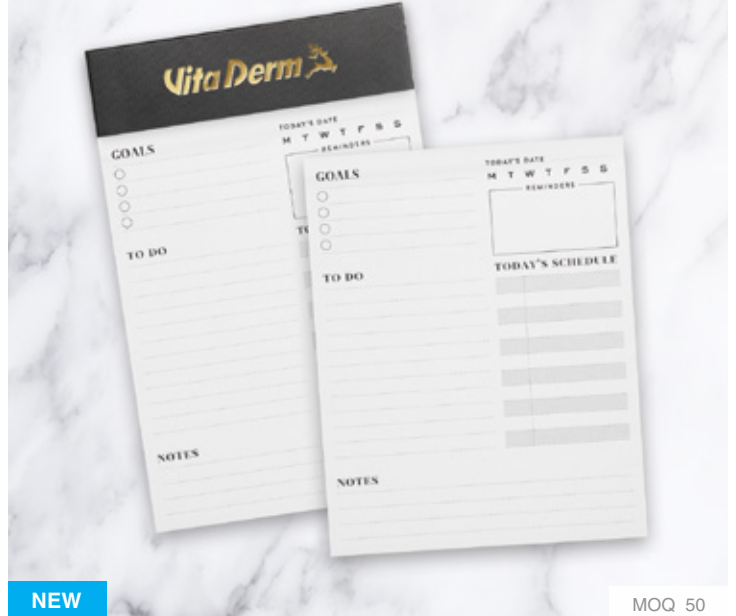 Vita Derm
TODAY'S DATE
M T W T F S S
REMINDERS
GOALS
TO DO
NOTES
TODAY'S DATE
M T W T F S S
REMINDERS
GOALS
TODAY'S SCHEDULE
TO DO
NOTES
NEW
MOQ 50